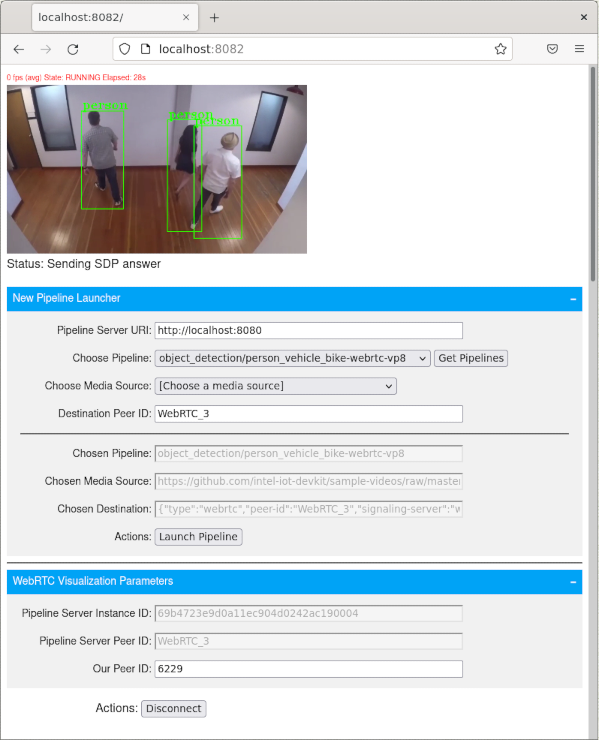 localhost:8082/
localhost:8082
0 fps (avg) State: RUNNING Elapsed: 28s
person
person
person
Status: Sending SDP answer
New Pipeline Launcher
Pipeline Server URI: http://localhost:8080
Choose Pipeline: object_detection/person_vehicle_bike-webrtc-vp8 Get Pipelines
Choose Media Source: [Choose a media source]
Destination Peer ID: WebRTC_3
Chosen Pipeline: object_detection/person_vehicle_bike-webrtc-vp8
Chosen Media Source: https://github.com/intel-iot-devkit/sample-videos/raw/master
Chosen Destination: {"type":"webrtc","peer-id":"WebRTC_3","signaling-server":"w
Actions: Launch Pipeline
WebRTC Visualization Parameters
Pipeline Server Instance ID: 69b4723e9d0a11ec904d0242ac190004
Pipeline Server Peer ID: WebRTC_3
Our Peer ID: 6229
Actions: Disconnect